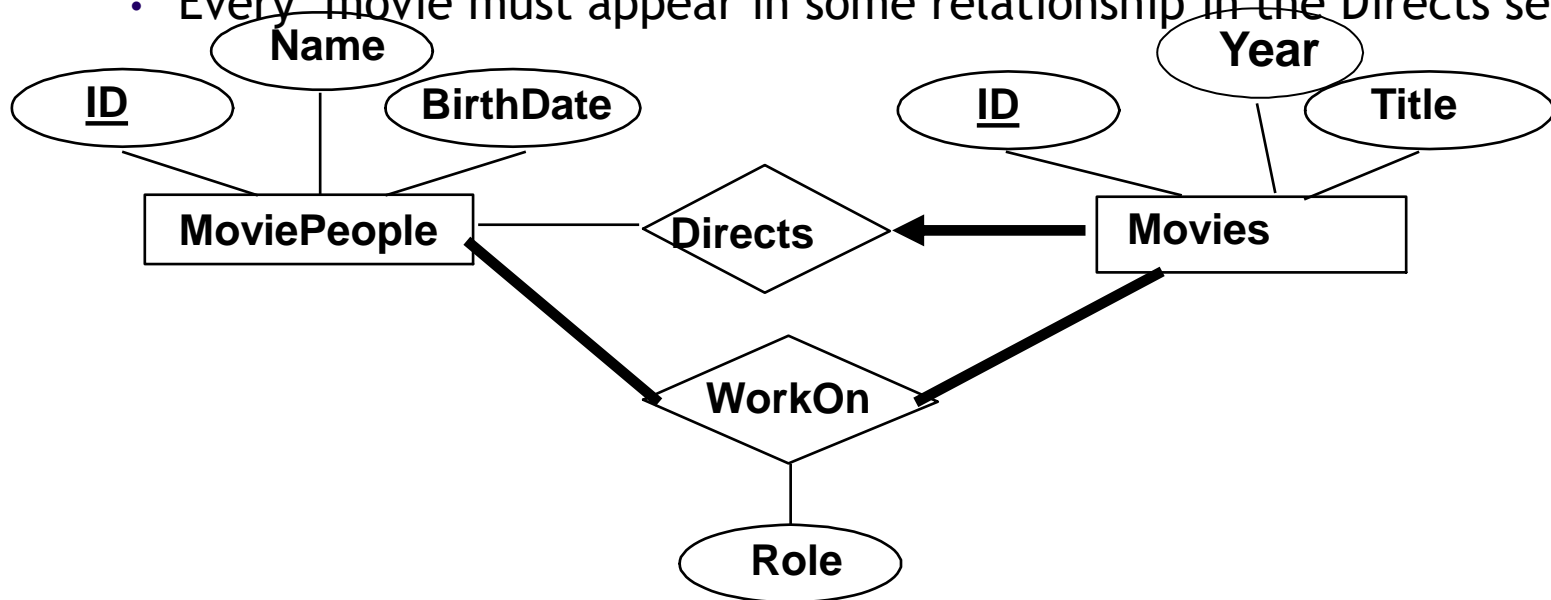 • Every movie must appear in some relationship in the Directs se
Name
Year
ID
BirthDate
ID
Title
MoviePeople
Directs
Movies
WorkOn
Role